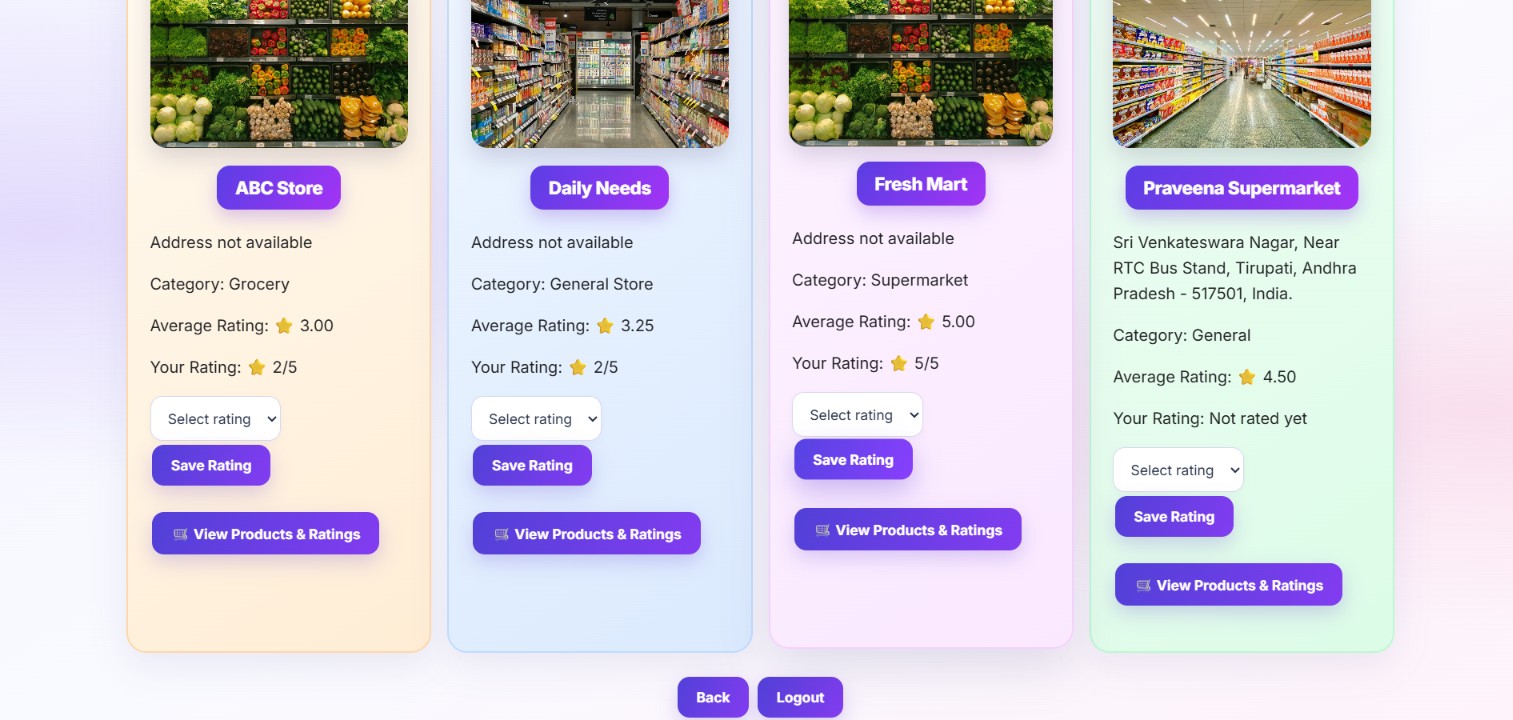 ABC Store
Address not available
Category: Grocery
Average Rating: ⭐ 3.00
Your Rating: ⭐ 2/5
Select rating
Save Rating
🛒 View Products & Ratings
Daily Needs
Address not available
Category: General Store
Average Rating: ⭐ 3.25
Your Rating: ⭐ 2/5
Select rating
Save Rating
🛒 View Products & Ratings
Fresh Mart
Address not available
Category: Supermarket
Average Rating: ⭐ 5.00
Your Rating: ⭐ 5/5
Select rating
Save Rating
🛒 View Products & Ratings
Praveena Supermarket
Sri Venkateswara Nagar, Near
RTC Bus Stand, Tirupati, Andhra
Pradesh - 517501, India.
Category: General
Average Rating: ⭐ 4.50
Your Rating: Not rated yet
Select rating
Save Rating
🛒 View Products & Ratings
Back
Logout